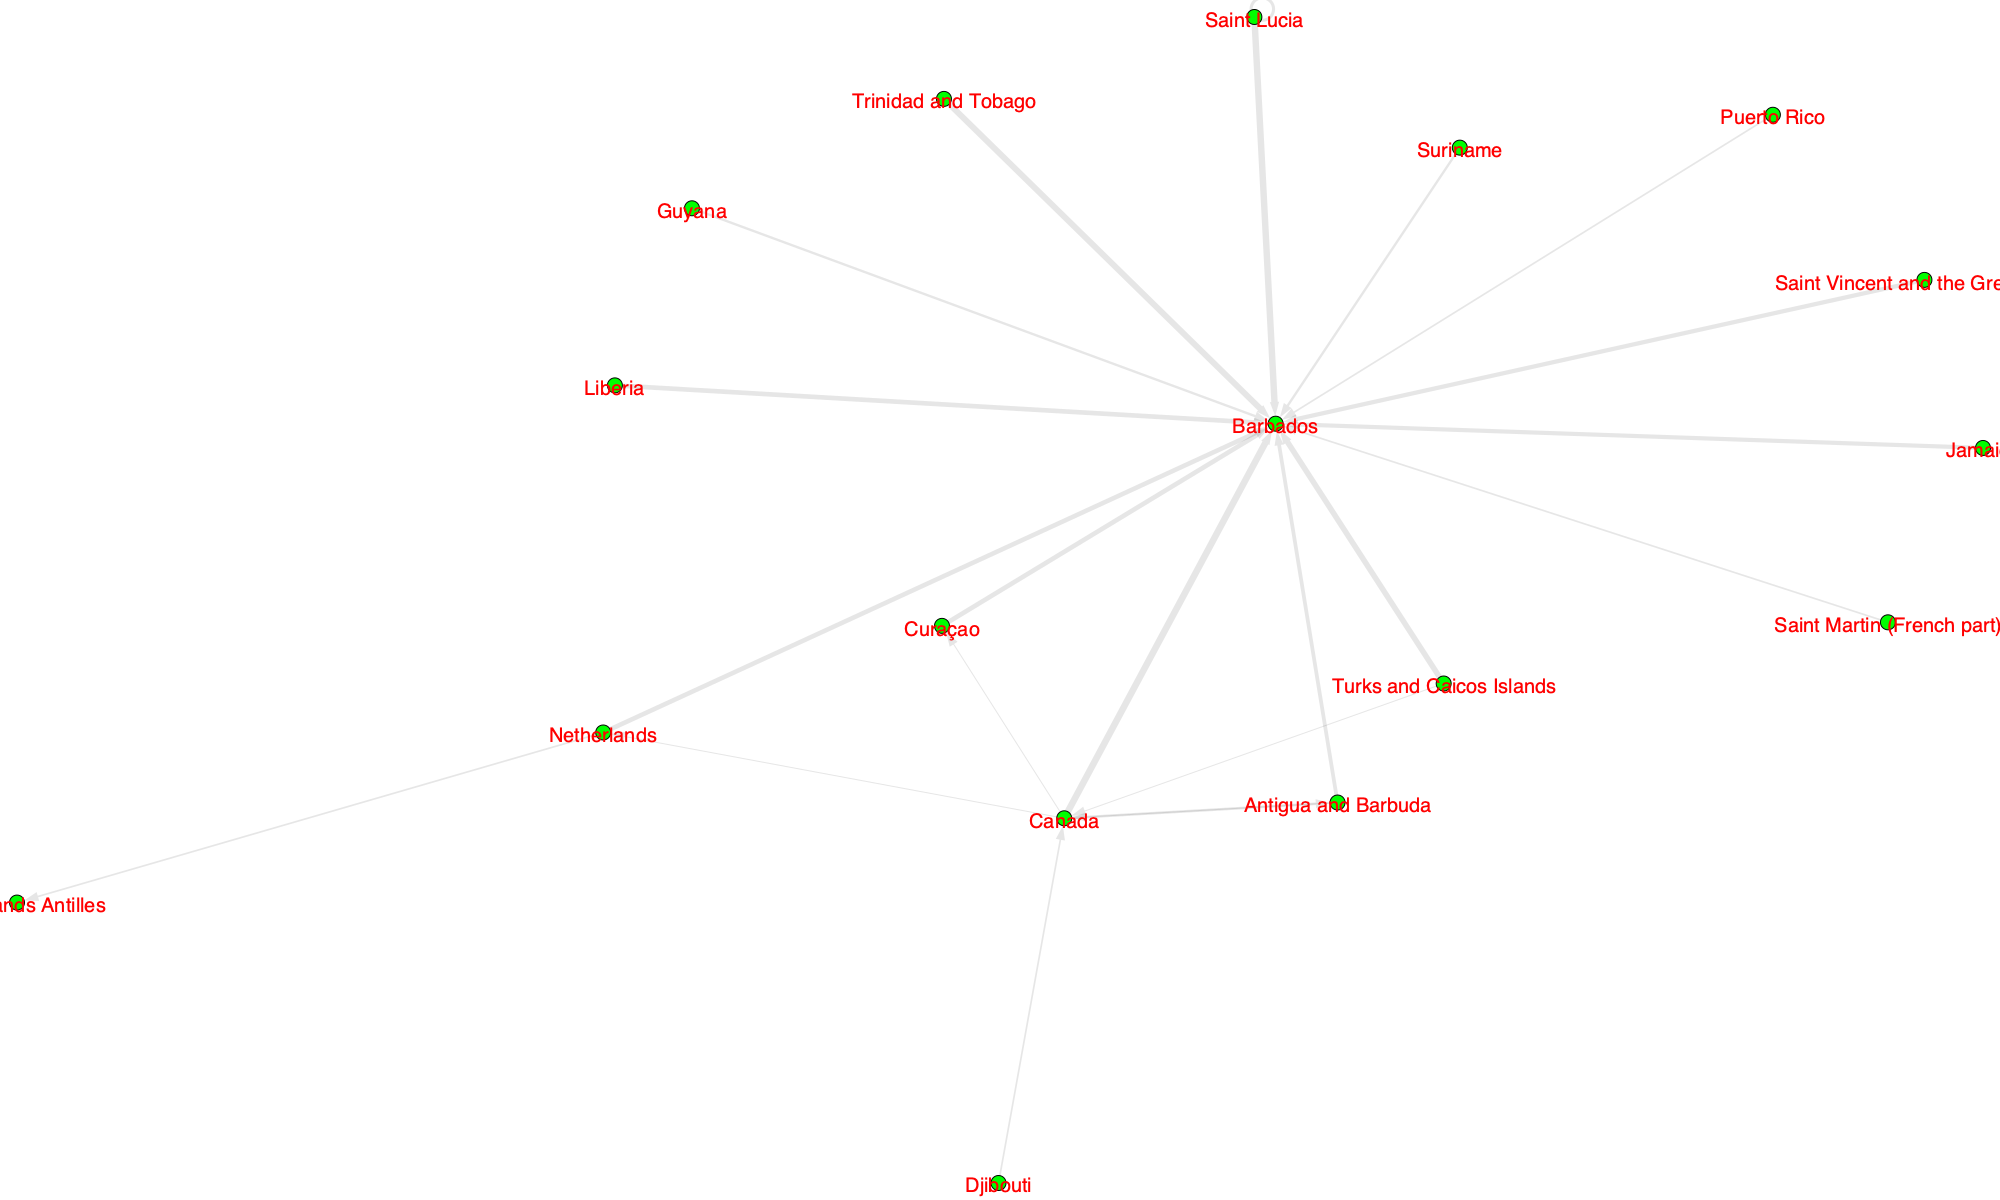 Saint Lucia
Trinidad and Tobago
Puerto Rico
Suriname
Guyana
Saint Vincent and the Gre
Liberia
Barbados
Jamai
Curaçao
Saint Martin (French part)
Turks and Caicos Islands
Netherlands
Antigua and Barbuda
Canada
ands Antilles
Djibouti